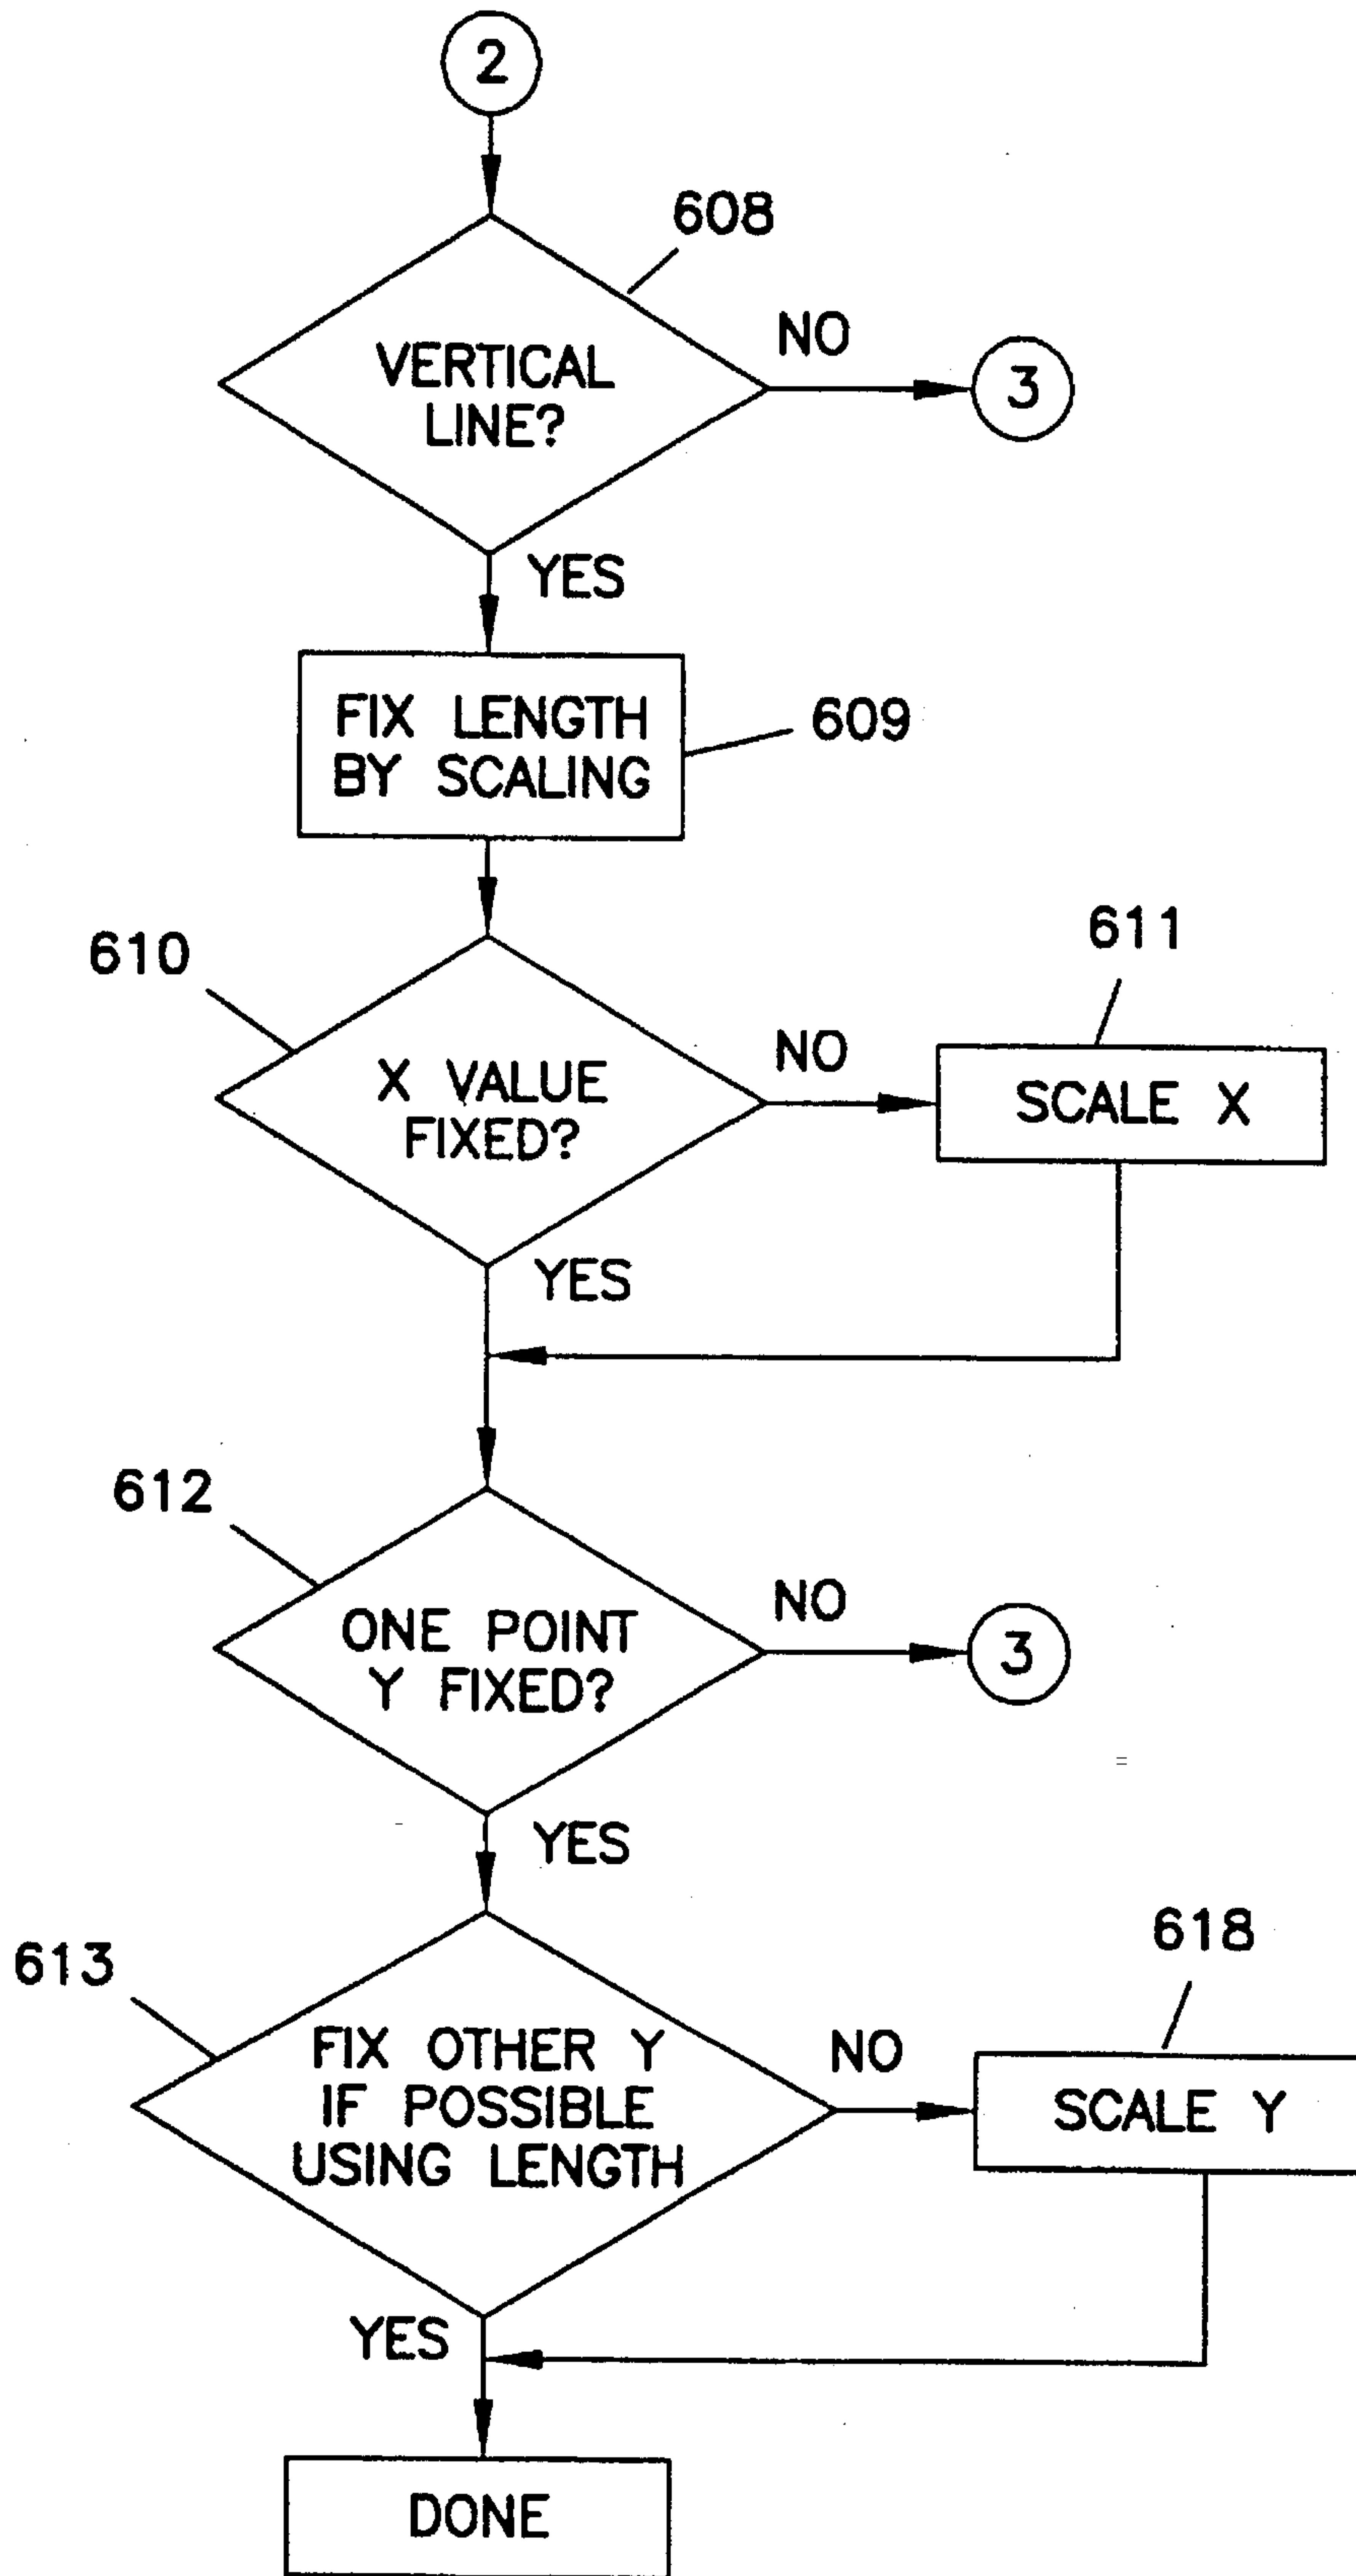 2
608
VERTICAL
LINE?
NO
3
YES
FIX LENGTH
BY SCALING
609
610
X VALUE
FIXED?
NO
611
SCALE X
YES
612
ONE POINT
Y FIXED?
NO
3
YES
613
FIX OTHER Y
IF POSSIBLE
USING LENGTH
NO
618
SCALE Y
YES
DONE